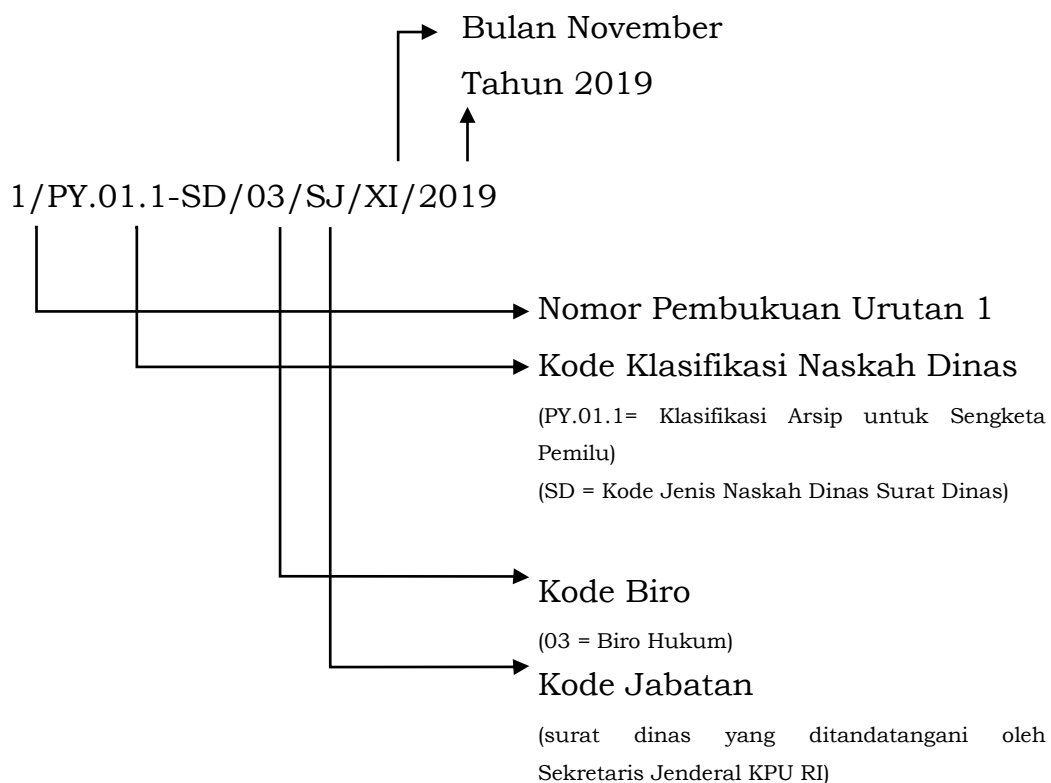 Bulan November
Tahun 2019
1/PY.01.1-SD/03/SJ/XI/2019
Nomor Pembukuan Urutan 1
Kode Klasifikasi Naskah Dinas
(PY.01.1= Klasifikasi Arsip untuk Sengketa
Pemilu)
(SD = Kode Jenis Naskah Dinas Surat Dinas)
Kode Biro
(03 = Biro Hukum)
Kode Jabatan
(surat dinas yang ditandatangani oleh
Sekretaris Jenderal KPU RI)